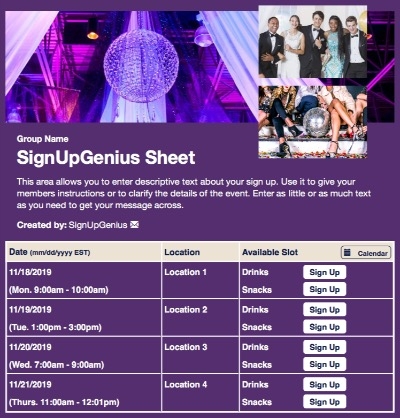 Group Name
SignUpGenius Sheet
This area allows you to enter descriptive text about your sign up. Use it to give your
members instructions or to clarify the details of the event. Enter as little or as much text
as you need to get your message across.
Created by: SignUpGenius
Date (mm/dd/yyyy EST) Location Available Slot Calendar
11/18/2019 Location 1 Drinks Sign Up
(Mon. 9:00am - 10:00am) Snacks Sign Up
11/19/2019 Location 2 Drinks Sign Up
(Tue. 1:00pm - 3:00pm) Snacks Sign Up
11/20/2019 Location 3 Drinks Sign Up
(Wed. 7:00am - 9:00am) Snacks Sign Up
11/21/2019 Location 4 Drinks Sign Up
(Thurs. 11:00am - 12:01pm) Snacks Sign Up